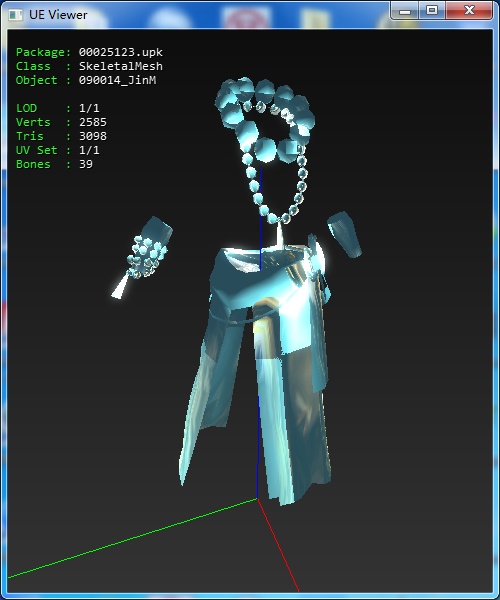 UE Viewer
Package: 00025123.upk
Class : SkeletalMesh
Object : 090014_JinM
LOD : 1/1
Verts : 2585
Tris : 3098
UV Set : 1/1
Bones : 39